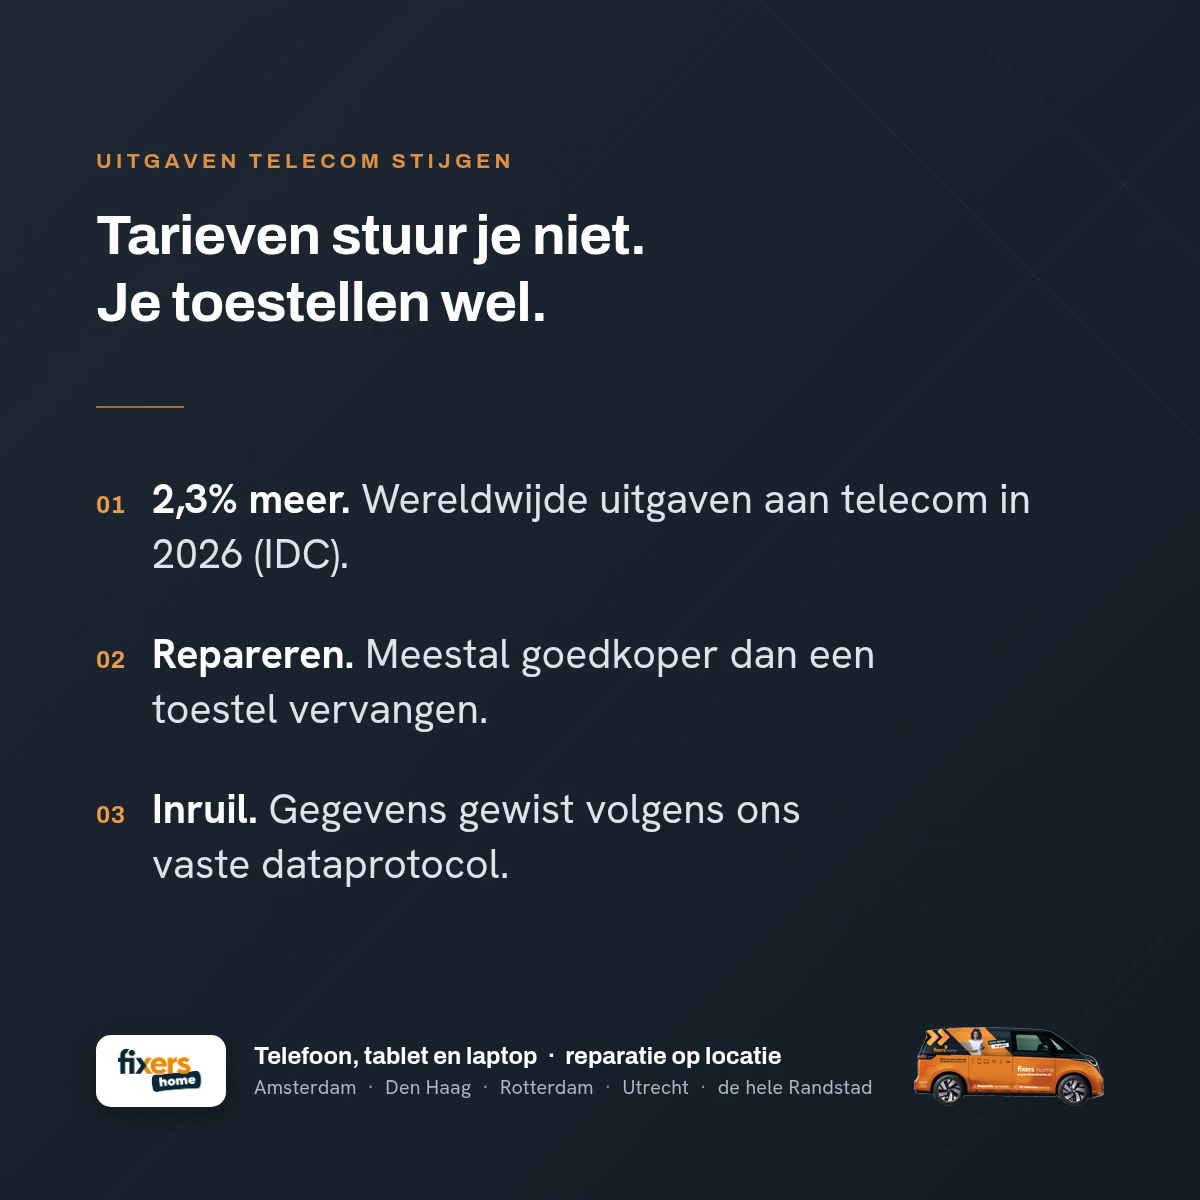 UITGAVEN TELECOM STIJGEN
Tarieven stuur je niet.
Je toestellen wel.
01 2,3% meer. Wereldwijde uitgaven aan telecom in
2026 (IDC).
02 Repareren. Meestal goedkoper dan een
toestel vervangen.
03 Inruil. Gegevens gewist volgens ons
vaste dataprotocol.
fixers
home
Telefoon, tablet en laptop · reparatie op locatie
Amsterdam · Den Haag · Rotterdam · Utrecht · de hele Randstad
fixers home